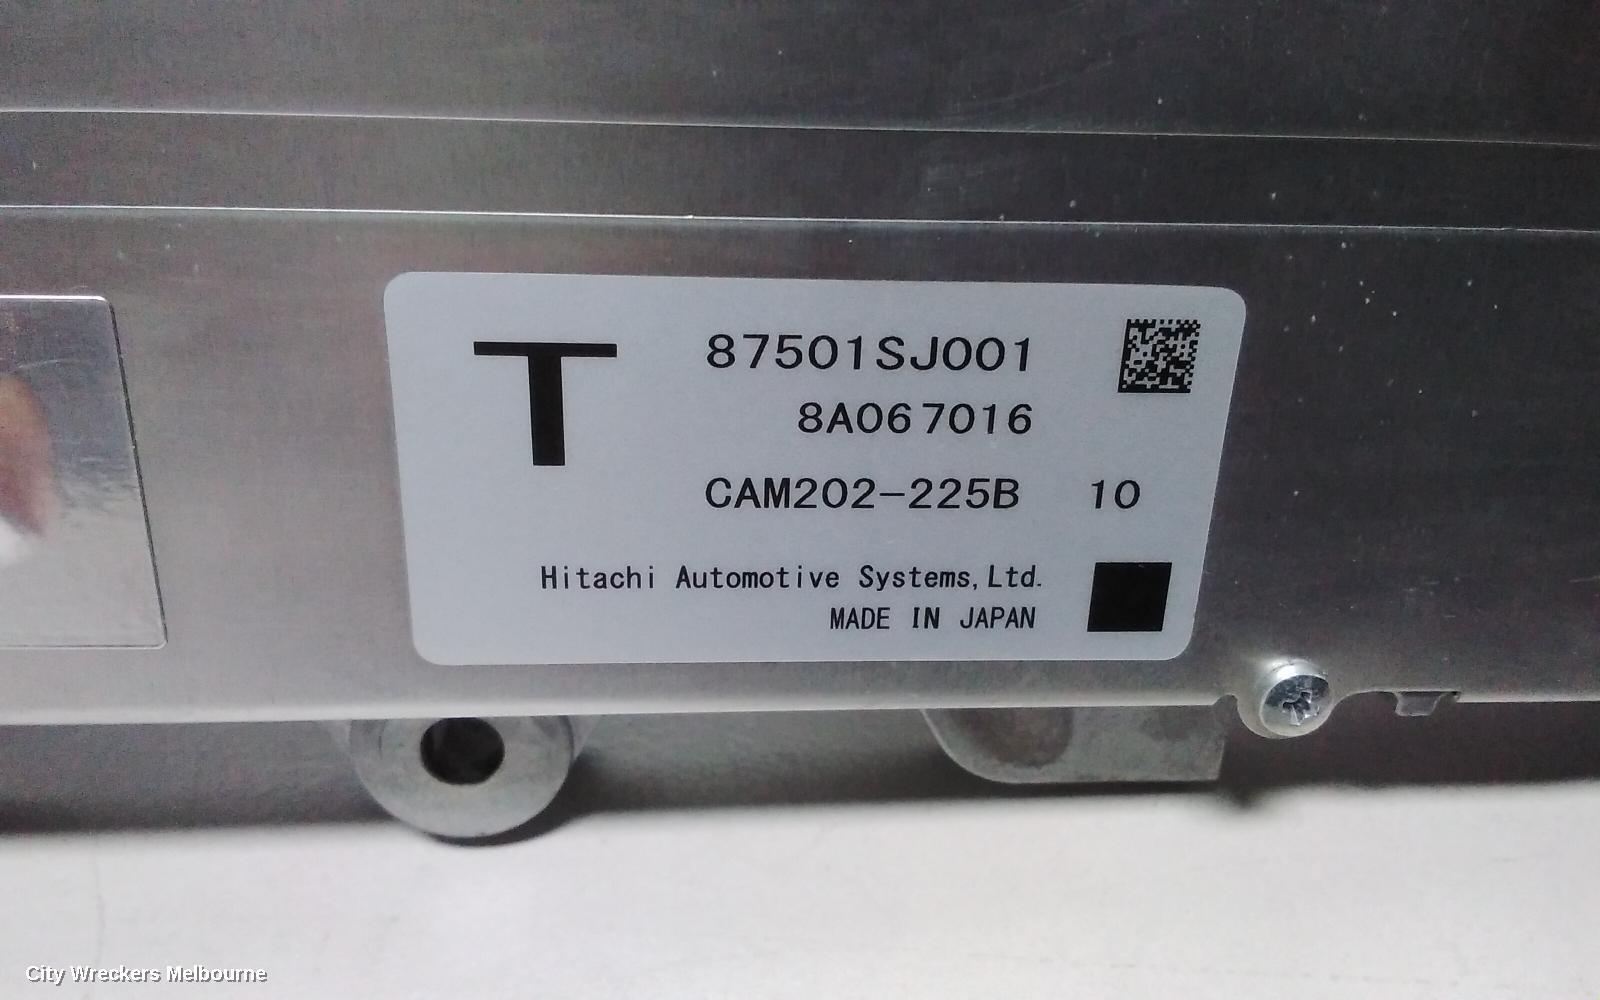 T
87501SJ001
8A067016
CAM202-225B 10
Hitachi Automotive Systems,Ltd.
MADE IN JAPAN
City Wreckers Melbourne